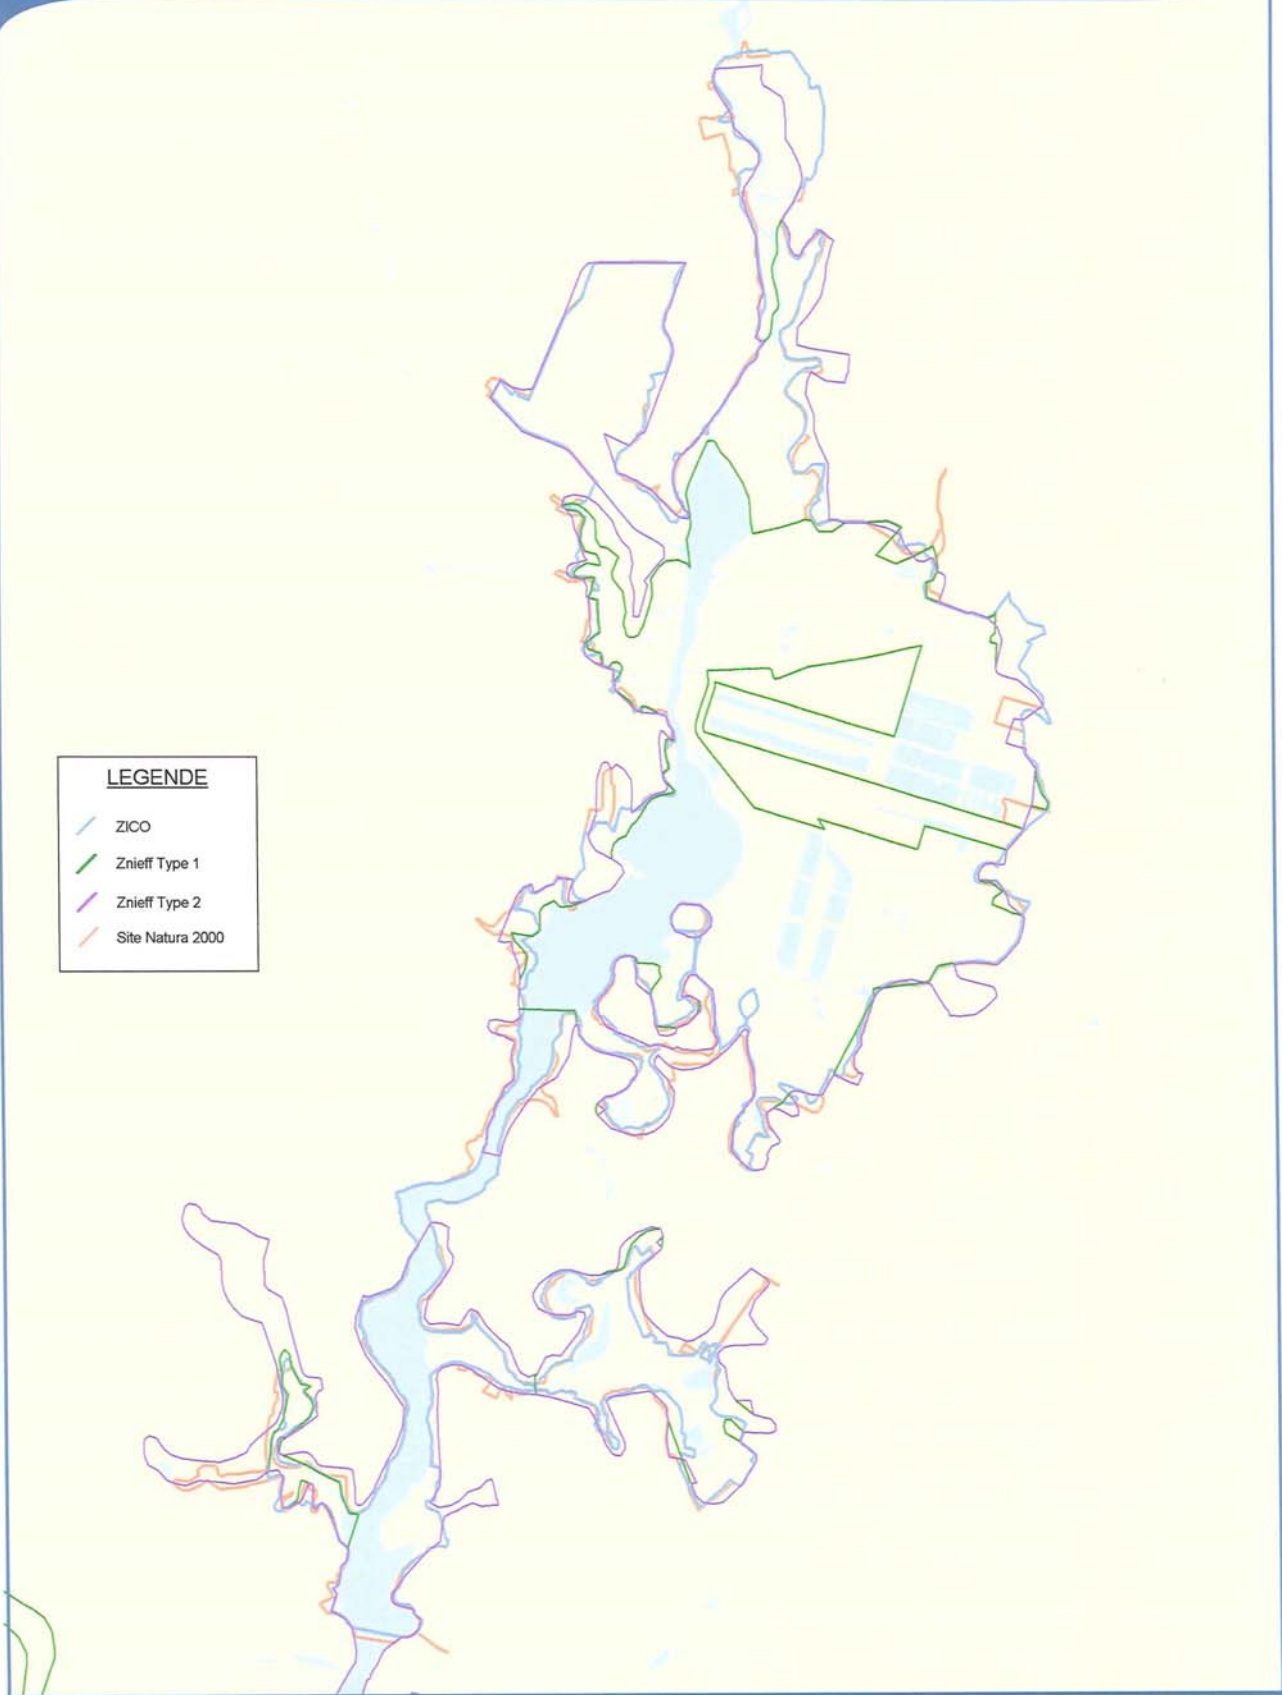 LEGENDE
ZICO
Znieff Type 1
Znieff Type 2
Site Natura 2000